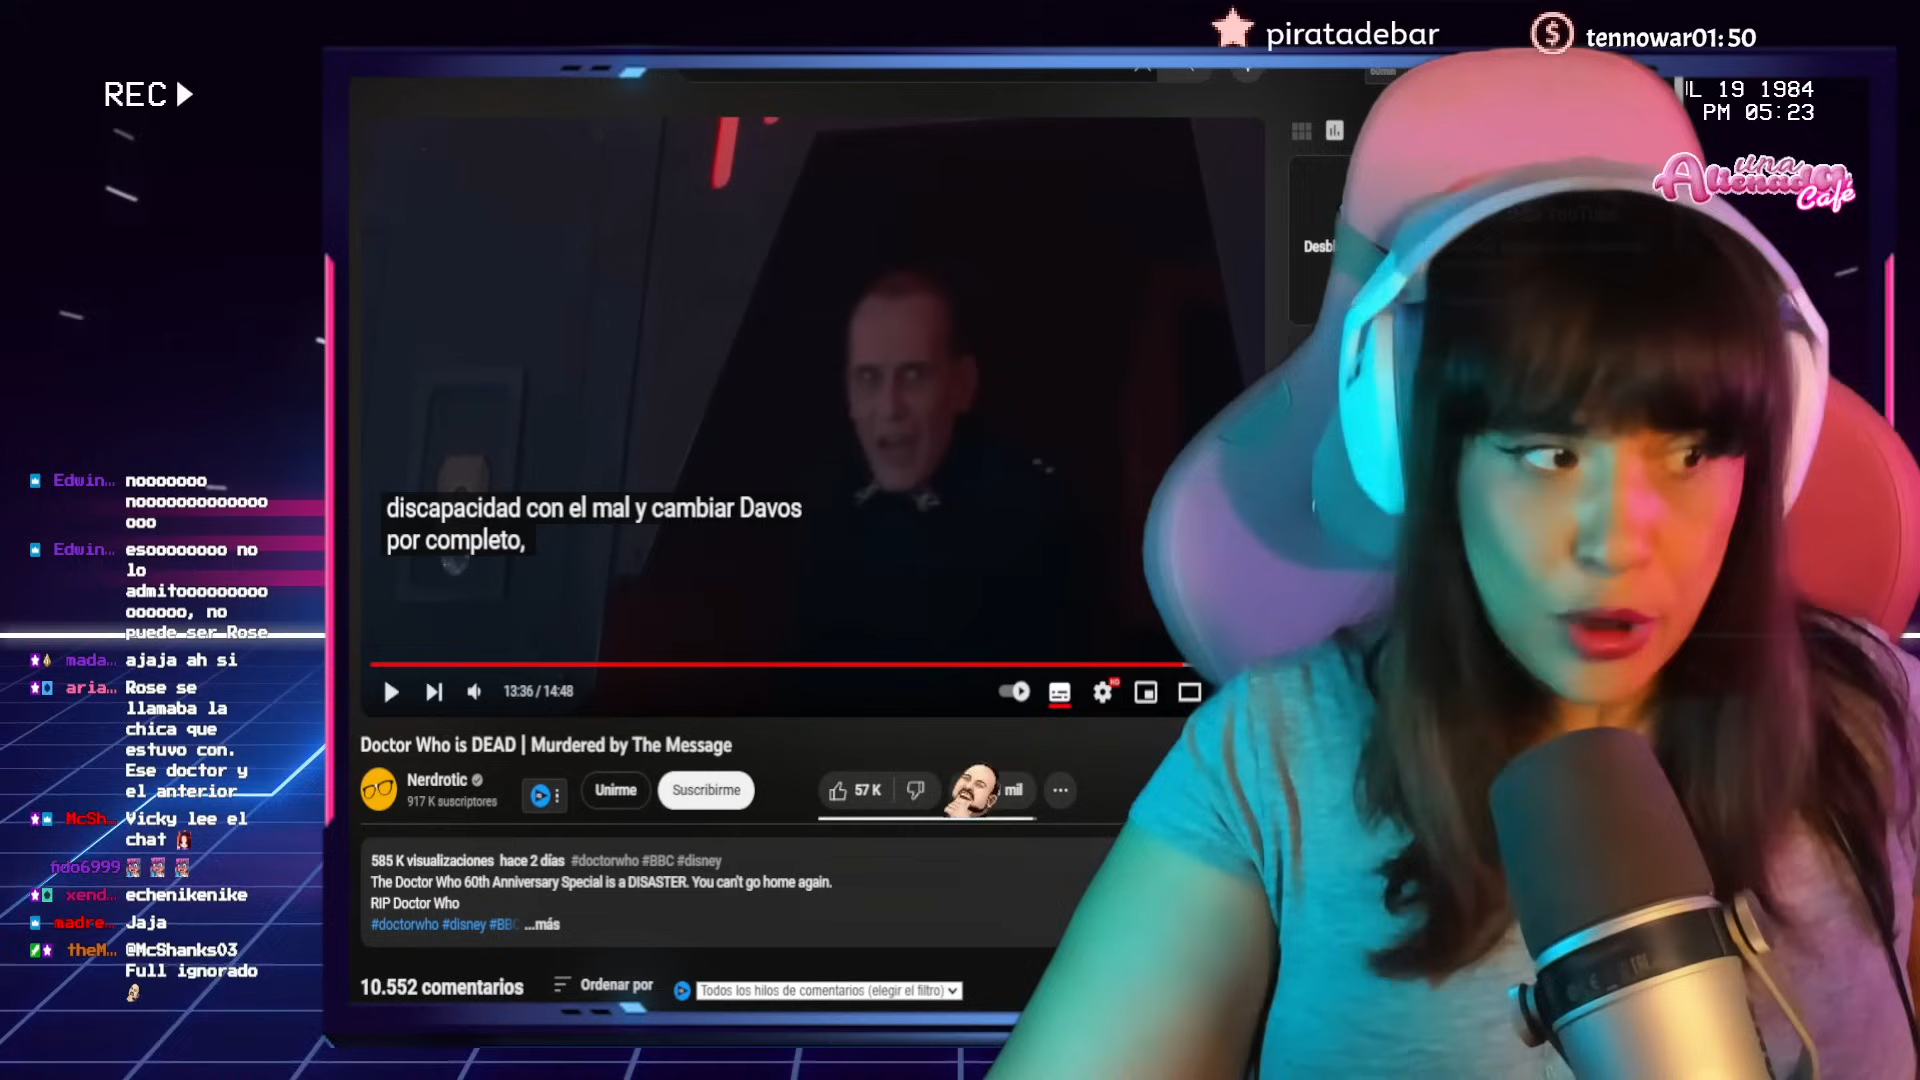 piratadebar
tennowar01: 50
REC
L 19 1984
PM 05:23
una
Alienada
Café
Desbl
discapacidad con el mal y cambiar Davos
por completo,
13:36 / 14:48
HD
Doctor Who is DEAD | Murdered by The Message
Nerdrotic
917 K suscriptores
Unirme
Suscribirme
57 K
mil
585 K visualizaciones hace 2 días #doctorwho #BBC #disney
The Doctor Who 60th Anniversary Special is a DISASTER. You can't go home again.
RIP Doctor Who
#doctorwho #disney #BBC ...más
10.552 comentarios
Ordenar por
Todos los hilos de comentarios (elegir el filtro)
Edwin... nooooooo
nooooooooooooo
ooo
Edwin... esoooooooo no
lo
admitooooooooo
oooooo, no
puede ser Rose
mada... ajaja ah si
aria... Rose se
llamaba la
chica que
estuvo con.
Ese doctor y
el anterior
McSh... Vicky lee el
chat
fido6999
xend... echenikenike
madre... Jaja
theM... @McShanks03
Full ignorado